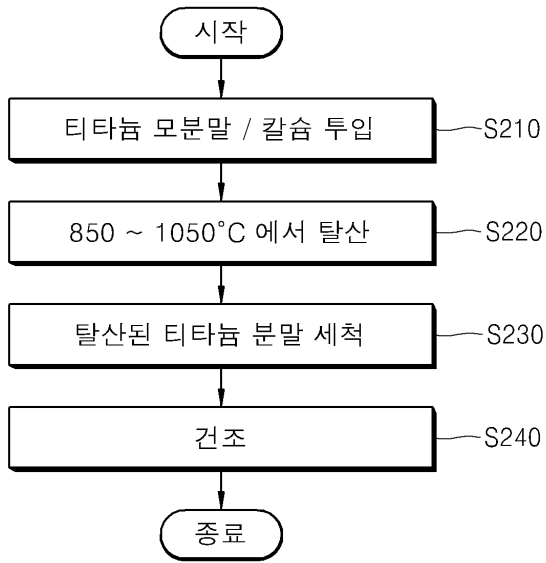 시작
티타늄 모분말 / 칼슘 투입 S210
850 ~ 1050°C 에서 탈산 S220
탈산된 티타늄 분말 세척 S230
건조 S240
종료